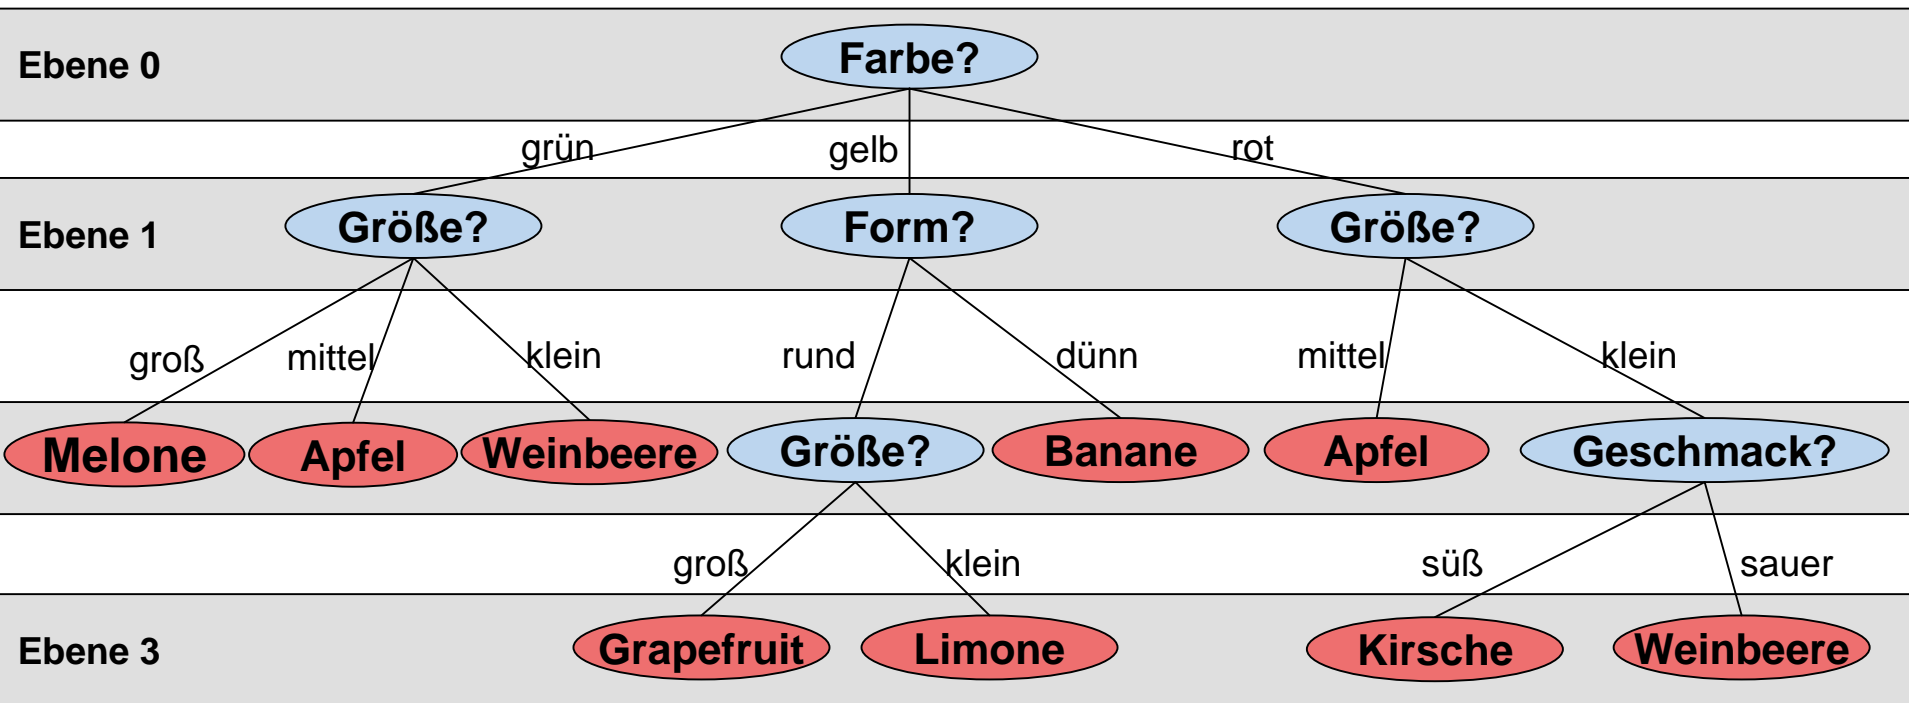 Ebene 0
Farbe?
grün
gelb
rot
Ebene 1
Größe?
Form?
Größe?
groß
mittel
klein
rund
dünn
mittel
klein
Melone
Apfel
Weinbeere
Größe?
Banane
Apfel
Geschmack?
groß
klein
süß
sauer
Ebene 3
Grapefruit
Limone
Kirsche
Weinbeere